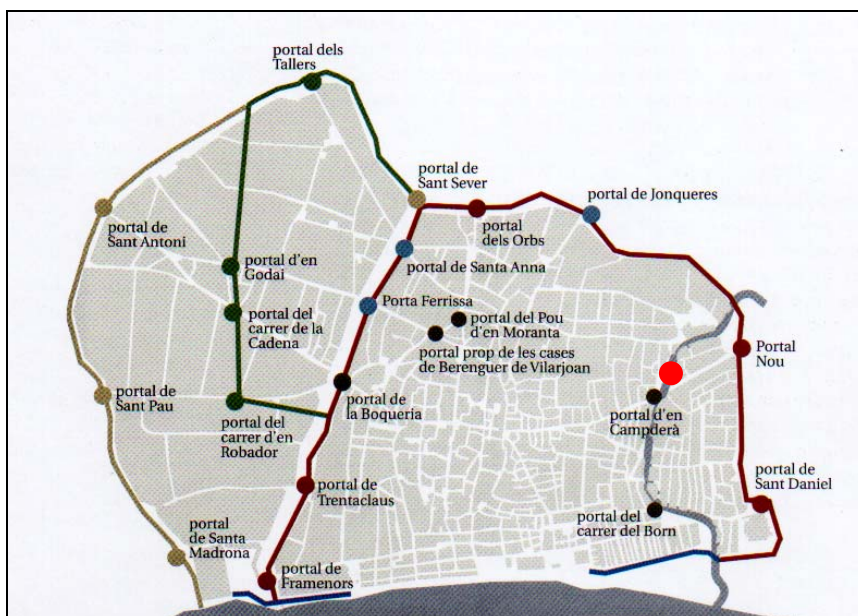 portal dels
Tallers
portal de
Sant Sever
portal de Jonqueres
portal
dels Orbs
portal de
Sant Antoni
portal de Santa Anna
portal d'en
Godai
Porta Ferrissa
portal del
carrer de la
Cadena
portal del Pou
d'en Moranta
portal prop de les cases
de Berenguer de Vilarjoan
Portal
Nou
portal de
Sant Pau
portal de
la Boqueria
portal del
carrer d'en
Robador
portal d'en
Campderà
portal de
Trentaclaus
portal de
Sant Daniel
portal
de Santa
Madrona
portal del
carrer del Born
portal de
Framenors